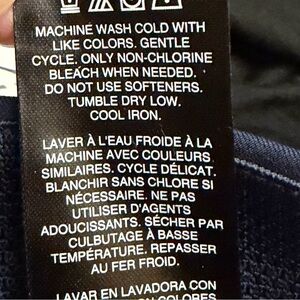 MACHINE WASH COLD WITH
LIKE COLORS. GENTLE
CYCLE. ONLY NON-CHLORINE
BLEACH WHEN NEEDED.
DO NOT USE SOFTENERS.
TUMBLE DRY LOW.
COOL IRON.
LAVER À L'EAU FROIDE À LA
MACHINE AVEC COULEURS
SIMILAIRES. CYCLE DÉLICAT.
BLANCHIR SANS CHLORE SI
NÉCESSAIRE. NE PAS
UTILISER D'AGENTS
ADOUCISSANTS. SÉCHER PAR
CULBUTAGE À BASSE
TEMPÉRATURE. REPASSER
AU FER FROID.
LAVAR EN LAVADORA CON
COLORES